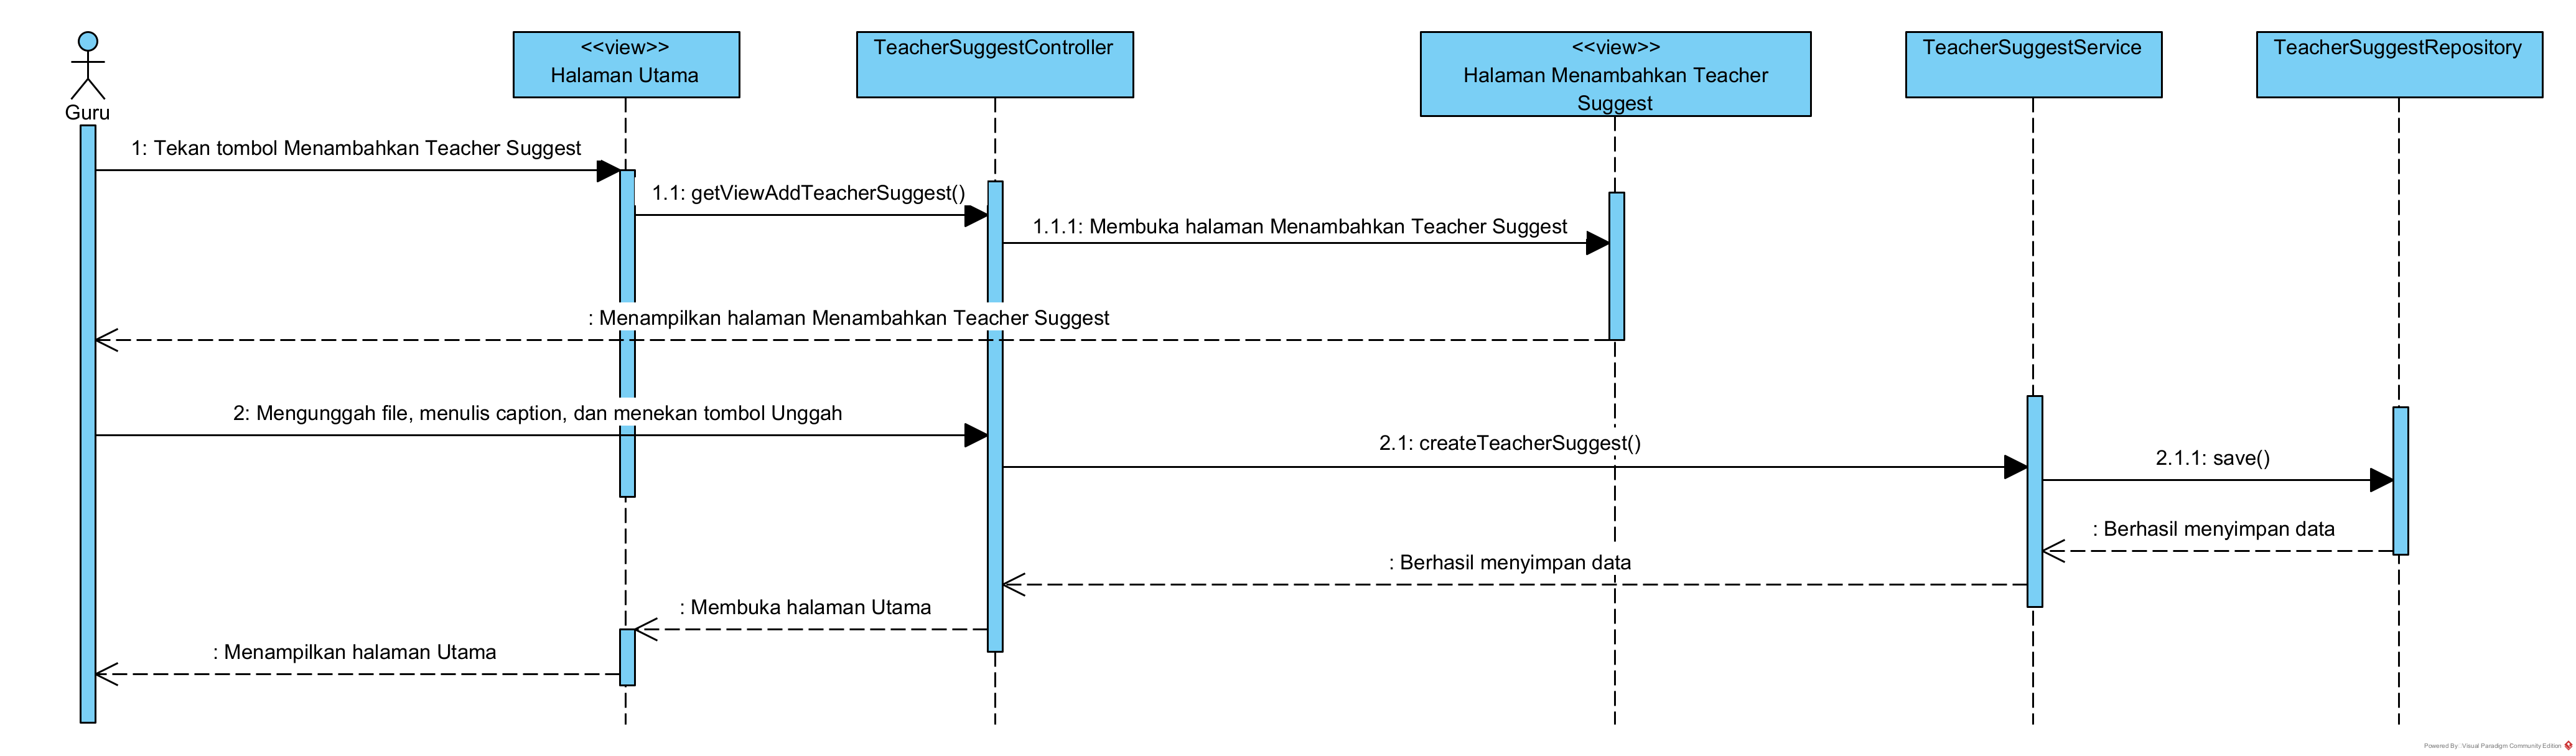 Guru
<<view>>
Halaman Utama
TeacherSuggestController
<<view>>
Halaman Menambahkan Teacher
Suggest
TeacherSuggestService
TeacherSuggestRepository
1: Tekan tombol Menambahkan Teacher Suggest
1.1: getViewAddTeacherSuggest()
1.1.1: Membuka halaman Menambahkan Teacher Suggest
: Menampilkan halaman Menambahkan Teacher Suggest
2: Mengunggah file, menulis caption, dan menekan tombol Unggah
2.1: createTeacherSuggest()
2.1.1: save()
: Berhasil menyimpan data
: Berhasil menyimpan data
: Membuka halaman Utama
: Menampilkan halaman Utama
Powered By: Visual Paradigm Community Edition